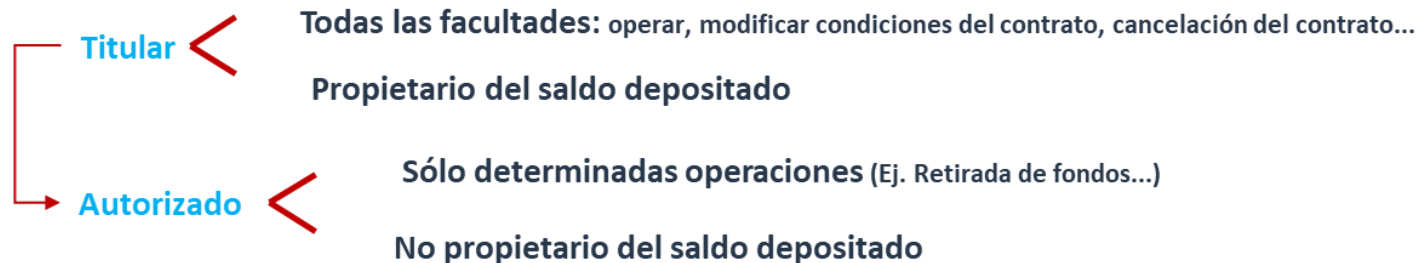 Todas las facultades: operar, modificar condiciones del contrato, cancelación del contrato...
Titular
Propietario del saldo depositado
Sólo determinadas operaciones (Ej. Retirada de fondos...)
Autorizado
No propietario del saldo depositado